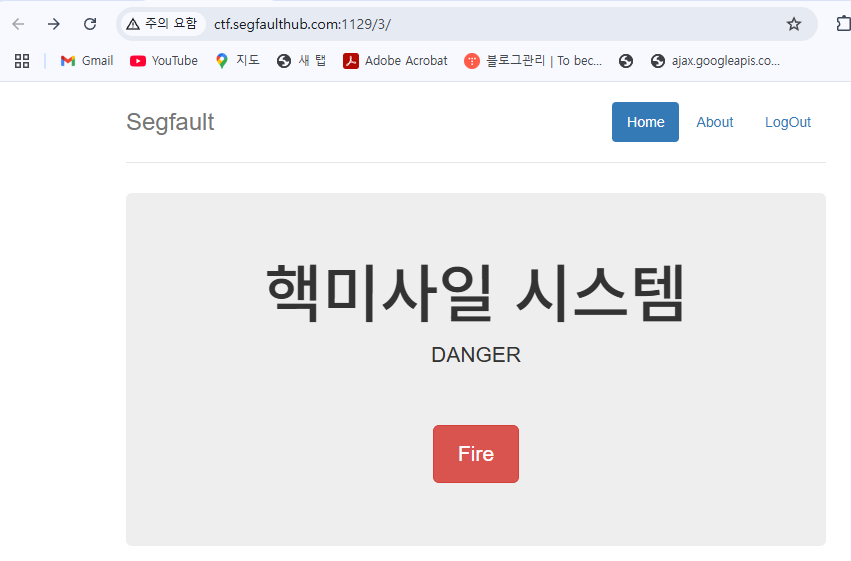 주의 요함 ctf.segfaulthub.com:1129/3/
Gmail YouTube 지도 새 탭 Adobe Acrobat 블로그관리 | To bec... ajax.googleapis.co...
Segfault Home About LogOut
핵미사일 시스템
DANGER
Fire